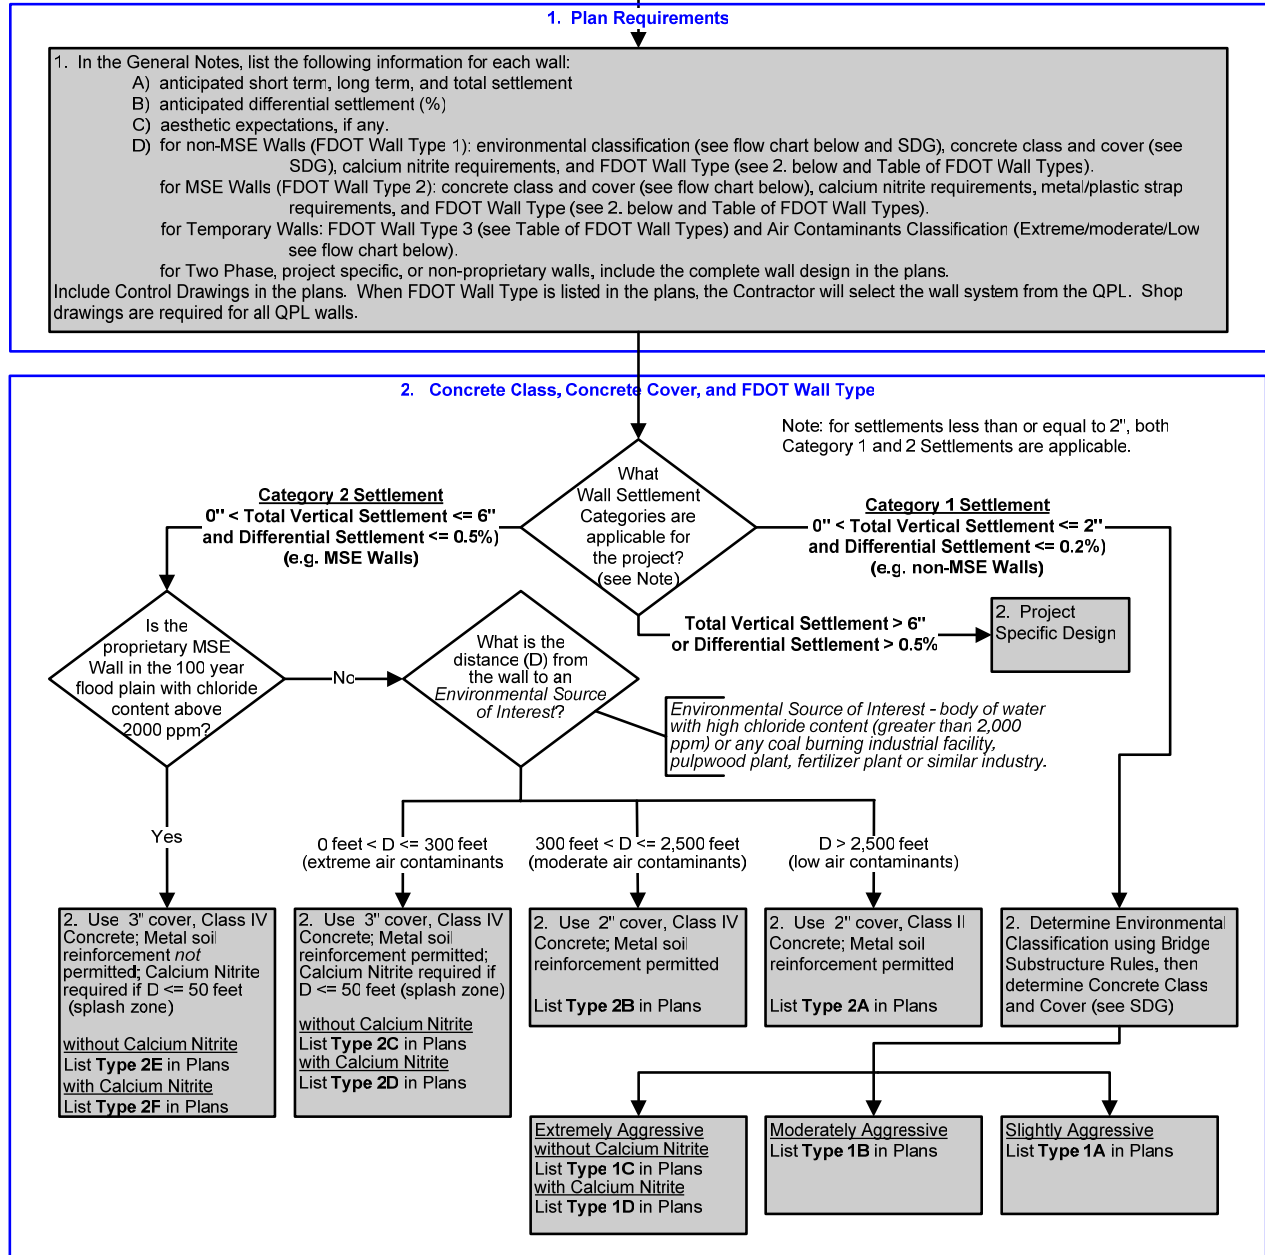 1. Plan Requirements
1. In the General Notes, list the following information for each wall:
A) anticipated short term, long term, and total settlement
B) anticipated differential settlement (%)
C) aesthetic expectations, if any.
D) for non-MSE Walls (FDOT Wall Type 1): environmental classification (see flow chart below and SDG), concrete class and cover (see
SDG), calcium nitrite requirements, and FDOT Wall Type (see 2. below and Table of FDOT Wall Types).
for MSE Walls (FDOT Wall Type 2): concrete class and cover (see flow chart below), calcium nitrite requirements, metal/plastic strap
requirements, and FDOT Wall Type (see 2. below and Table of FDOT Wall Types).
for Temporary Walls: FDOT Wall Type 3 (see Table of FDOT Wall Types) and Air Contaminants Classification (Extreme/moderate/Low
see flow chart below).
for Two Phase, project specific, or non-proprietary walls, include the complete wall design in the plans.
Include Control Drawings in the plans. When FDOT Wall Type is listed in the plans, the Contractor will select the wall system from the QPL. Shop
drawings are required for all QPL walls.
2. Concrete Class, Concrete Cover, and FDOT Wall Type
Note: for settlements less than or equal to 2", both
Category 1 and 2 Settlements are applicable.
What
Wall Settlement
Categories are
applicable for
the project?
(see Note)
Category 2 Settlement
0" < Total Vertical Settlement <= 6"
and Differential Settlement <= 0.5%)
(e.g. MSE Walls)
Category 1 Settlement
0" < Total Vertical Settlement <= 2"
and Differential Settlement <= 0.2%)
(e.g. non-MSE Walls)
Total Vertical Settlement > 6"
or Differential Settlement > 0.5%
2. Project
Specific Design
Is the
proprietary MSE
Wall in the 100 year
flood plain with chloride
content above
2000 ppm?
No
What is the
distance (D) from
the wall to an
Environmental Source
of Interest?
Environmental Source of Interest - body of water
with high chloride content (greater than 2,000
ppm) or any coal burning industrial facility,
pulpwood plant, fertilizer plant or similar industry.
Yes
0 feet < D <= 300 feet
(extreme air contaminants
300 feet < D <= 2,500 feet
(moderate air contaminants)
D > 2,500 feet
(low air contaminants)
2. Use 3" cover, Class IV
Concrete; Metal soil
reinforcement not
permitted; Calcium Nitrite
required if D <= 50 feet
(splash zone)
without Calcium Nitrite
List Type 2E in Plans
with Calcium Nitrite
List Type 2F in Plans
2. Use 3" cover, Class IV
Concrete; Metal soil
reinforcement permitted;
Calcium Nitrite required if
D <= 50 feet (splash zone)
without Calcium Nitrite
List Type 2C in Plans
with Calcium Nitrite
List Type 2D in Plans
2. Use 2" cover, Class IV
Concrete; Metal soil
reinforcement permitted
List Type 2B in Plans
2. Use 2" cover, Class II
Concrete; Metal soil
reinforcement permitted
List Type 2A in Plans
2. Determine Environmental
Classification using Bridge
Substructure Rules, then
determine Concrete Class
and Cover (see SDG)
Extremely Aggressive
without Calcium Nitrite
List Type 1C in Plans
with Calcium Nitrite
List Type 1D in Plans
Moderately Aggressive
List Type 1B in Plans
Slightly Aggressive
List Type 1A in Plans